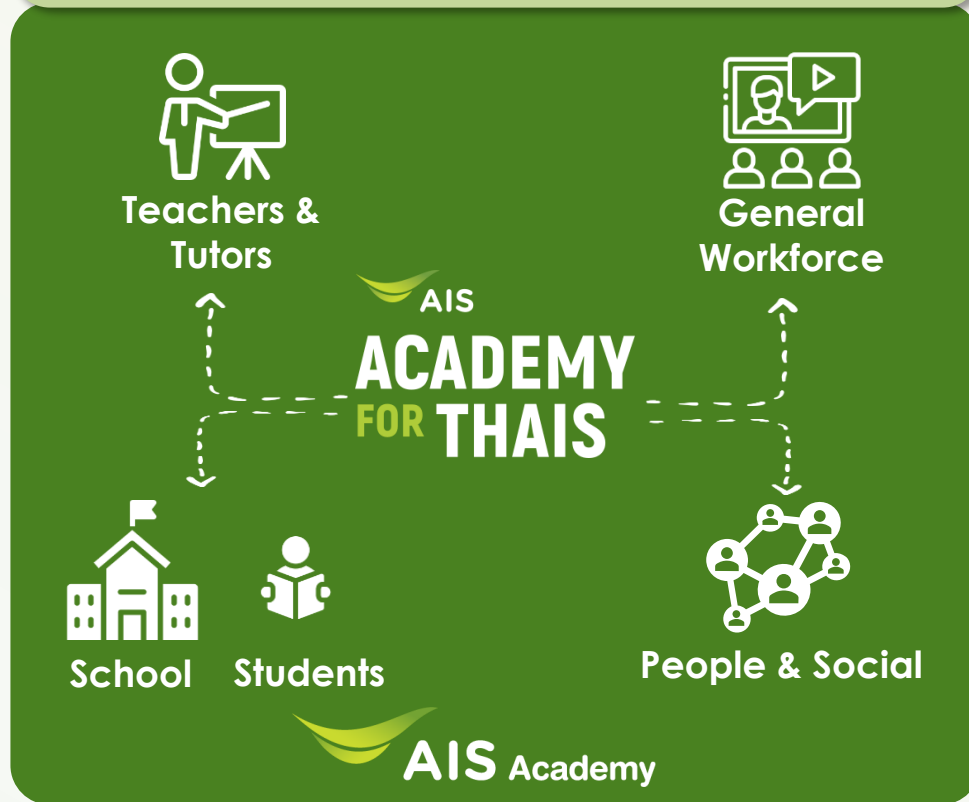 Teachers &
Tutors
General
Workforce
AIS
ACADEMY
FOR THAIS
School
Students
People & Social
AIS Academy